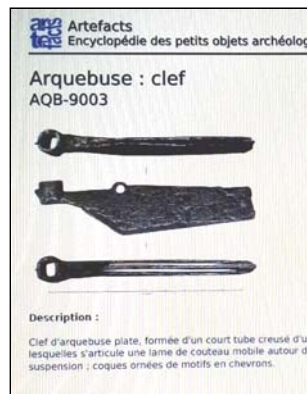 Artefacts
Encyclopédie des petits objets archéolog
Arquebuse : clef
AQB-9003
Description :
Clef d'arquebuse plate, formée d'un court tube creusé d'u
lesquelles s'articule une lame de couteau mobile autour d
suspension ; coques ornées de motifs en chevrons.